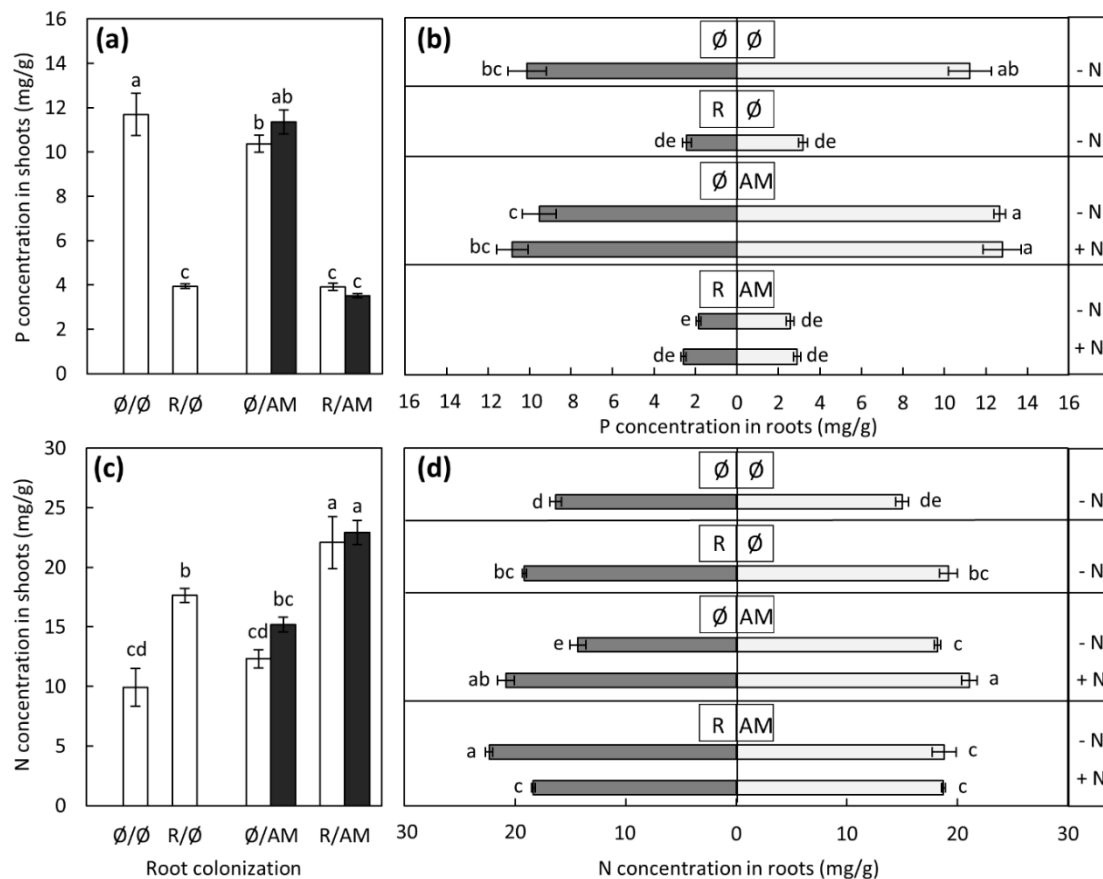 (a)
P concentration in shoots (mg/g)
16
14
12
10
8
6
4
2
0
a
c
b
ab
c
c
Ø/Ø R/Ø Ø/AM R/AM
(b)
Ø Ø
bc ab - N
R Ø
de de - N
Ø AM
c a - N
bc a + N
R AM
e de - N
de de + N
16 14 12 10 8 6 4 2 0 2 4 6 8 10 12 14 16
P concentration in roots (mg/g)
(c)
N concentration in shoots (mg/g)
30
25
20
15
10
5
0
cd
b
cd
bc
a
a
Ø/Ø R/Ø Ø/AM R/AM
Root colonization
(d)
Ø Ø
d de - N
R Ø
bc bc - N
Ø AM
e c - N
ab a + N
R AM
a c - N
c c + N
30 20 10 0 10 20 30
N concentration in roots (mg/g)